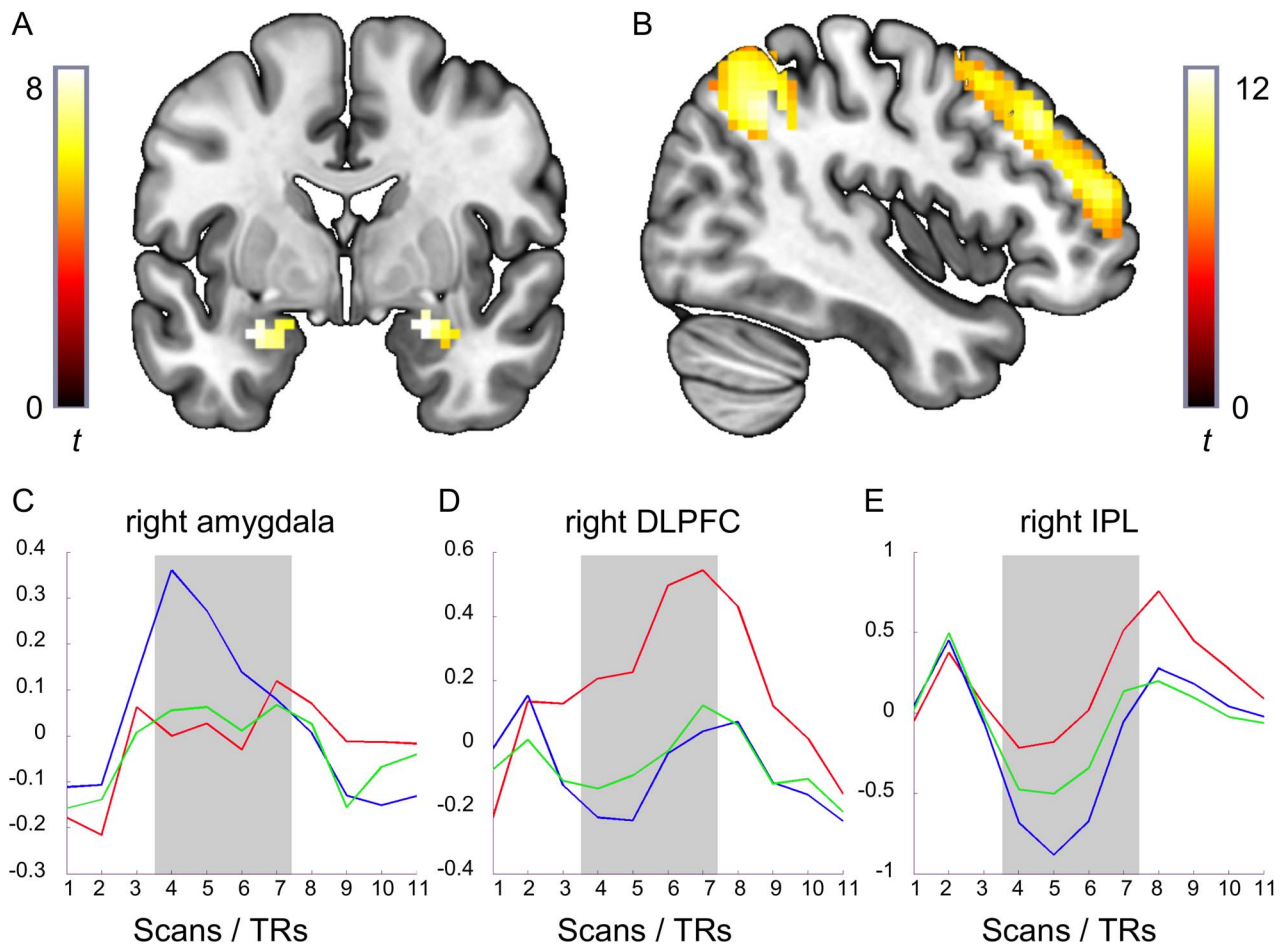 A
8
0
t
B
12
0
t
C
right amygdala
0.4
0.3
0.2
0.1
0
-0.1
-0.2
-0.3
1 2 3 4 5 6 7 8 9 10 11
Scans / TRs
D
right DLPFC
0.6
0.4
0.2
0
-0.2
-0.4
1 2 3 4 5 6 7 8 9 10 11
Scans / TRs
E
right IPL
1
0.5
0
-0.5
-1
1 2 3 4 5 6 7 8 9 10 11
Scans / TRs